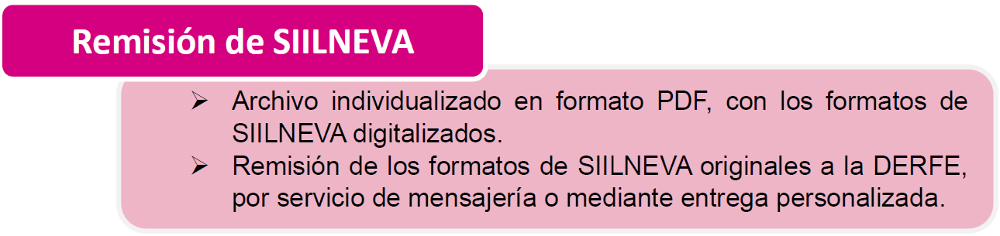 Remisión de SIILNEVA
➢ Archivo individualizado en formato PDF, con los formatos de
SIILNEVA digitalizados.
➢ Remisión de los formatos de SIILNEVA originales a la DERFE,
por servicio de mensajería o mediante entrega personalizada.